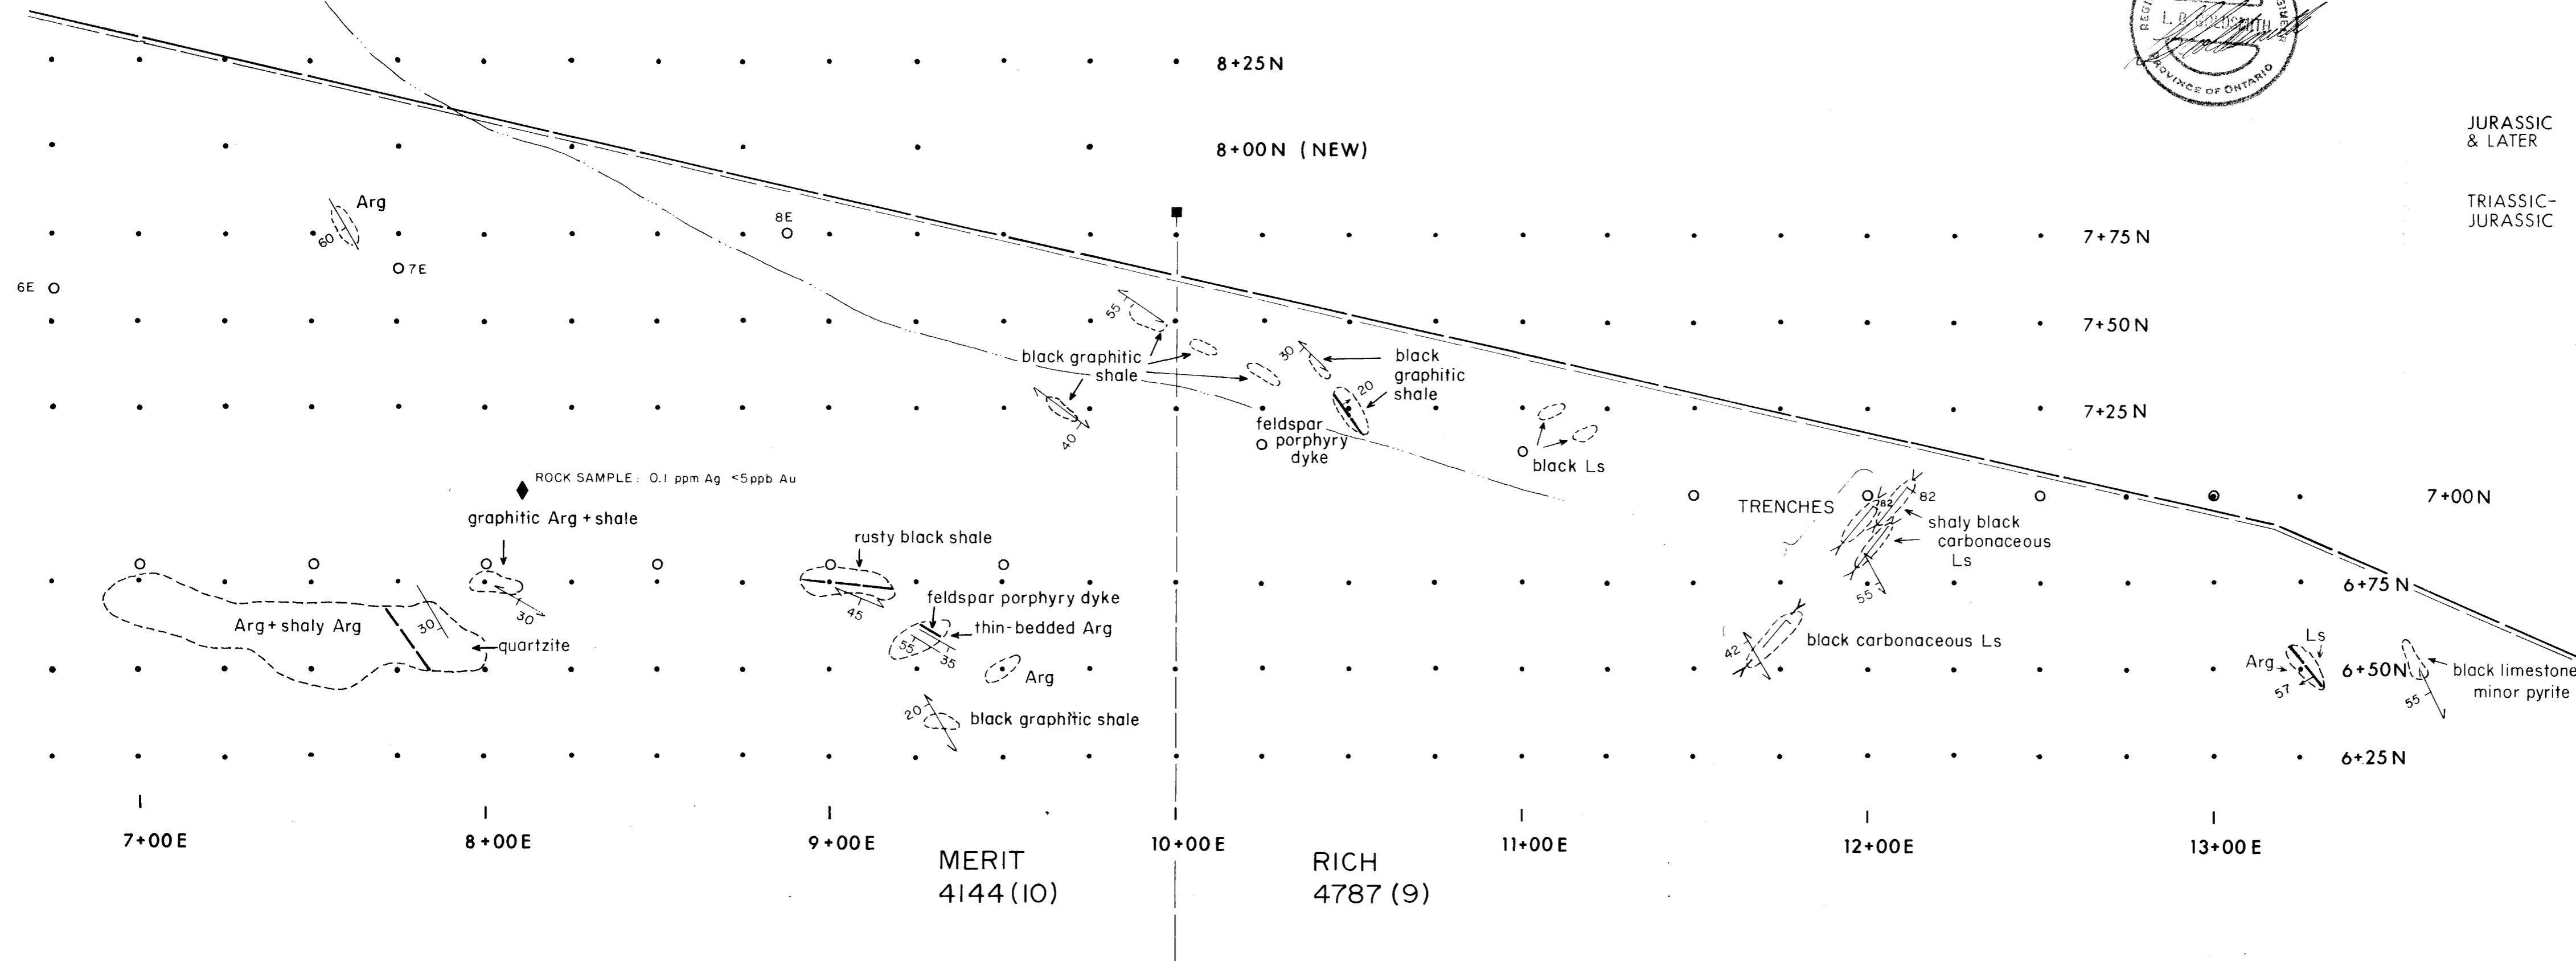 L. B. GOLDSMITH
PROVINCE OF ONTARIO
8+25N
JURASSIC
& LATER
8+00N (NEW)
TRIASSIC-
JURASSIC
Arg
60
8E
7+75N
7E
6E
55
7+50N
black graphitic
shale
30
black
graphitic
shale
20
40
7+25N
feldspar
porphyry
dyke
black Ls
ROCK SAMPLE: 0.1 ppm Ag <5ppb Au
TRENCHES
82
82
7+00N
graphitic Arg + shale
shaly black
carbonaceous
Ls
rusty black shale
30
45
55
6+75N
feldspar porphyry dyke
Arg + shaly Arg
30
thin-bedded Arg
quartzite
55
35
42
black carbonaceous Ls
Ls
Arg
57
6+50N
black limestone
minor pyrite
55
Arg
20
black graphitic shale
6+25N
7+00E
8+00E
9+00E
10+00E
11+00E
12+00E
13+00E
MERIT
4144(10)
RICH
4787 (9)